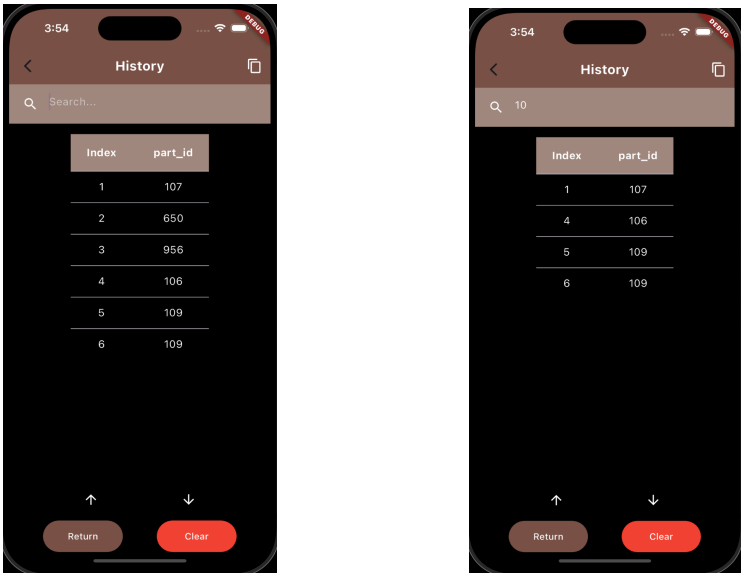 3:54
DEBUG
History
Search...
Index part_id
1 107
2 650
3 956
4 106
5 109
6 109
Return Clear
3:54
DEBUG
History
10
Index part_id
1 107
4 106
5 109
6 109
Return Clear